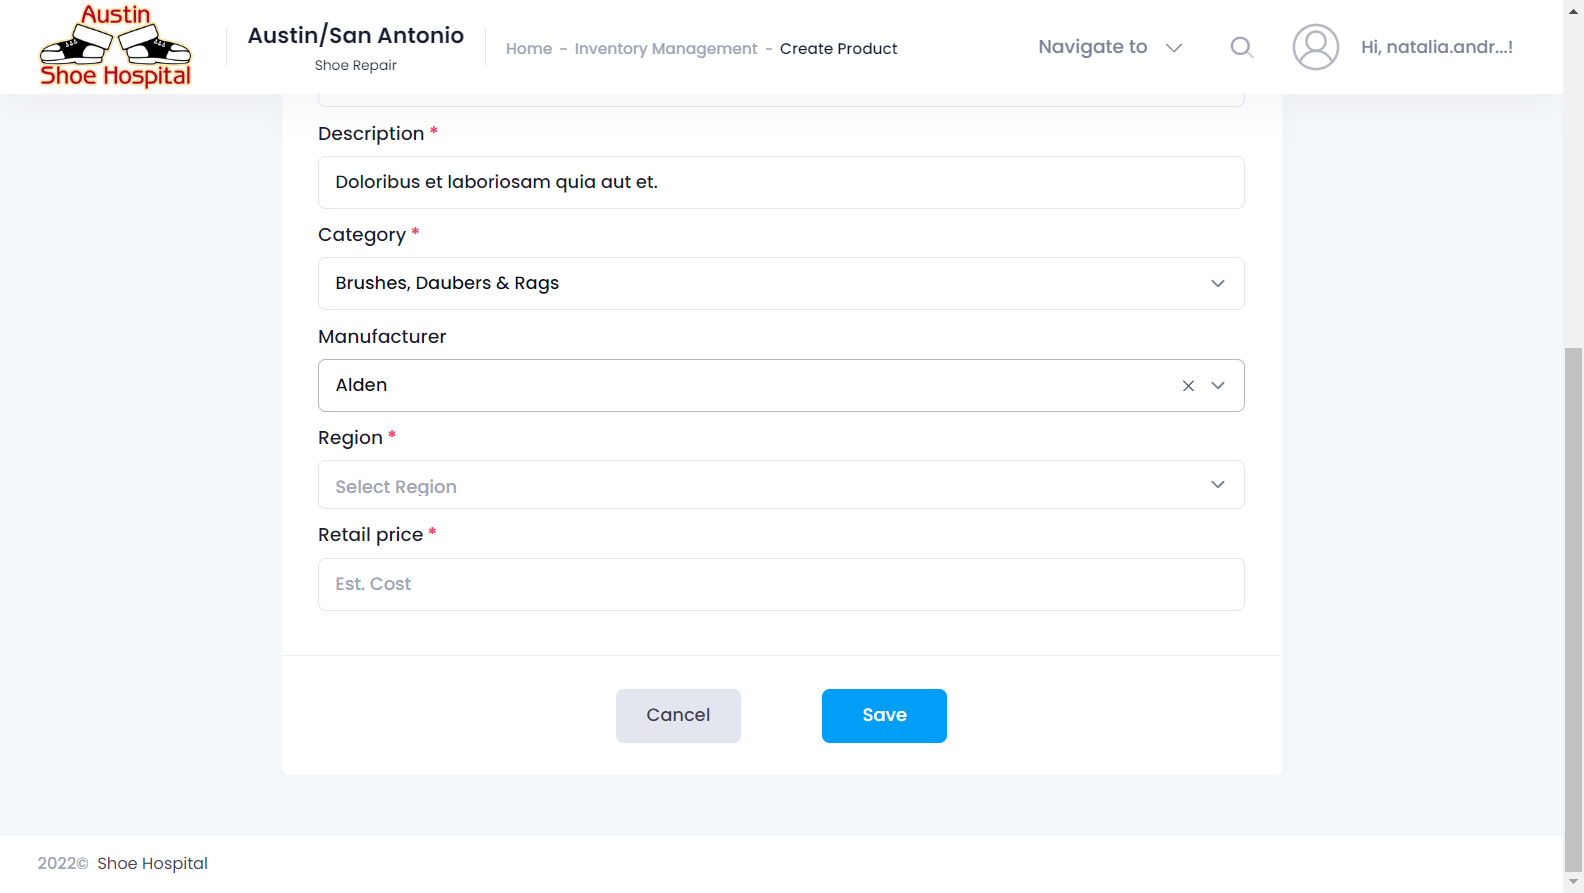 Austin
Shoe Hospital
Austin/San Antonio
Shoe Repair
Home - Inventory Management - Create Product
Navigate to
Hi, natalia.andr...!
Description *
Doloribus et laboriosam quia aut et.
Category *
Brushes, Daubers & Rags
Manufacturer
Alden
Region *
Select Region
Retail price *
Est. Cost
Cancel
Save
2022© Shoe Hospital